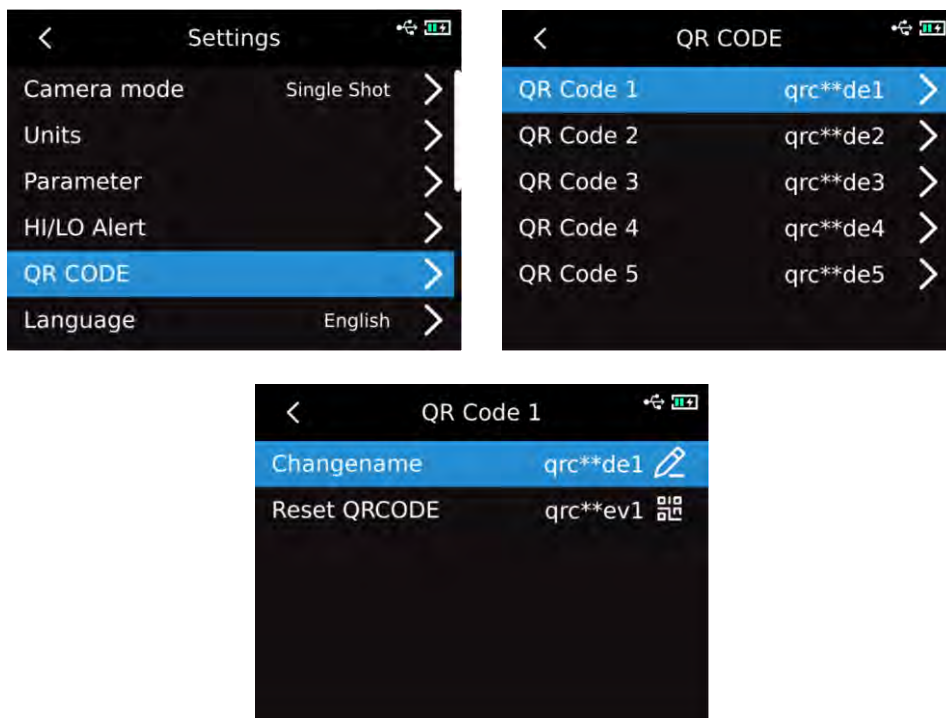 Settings
Camera mode Single Shot
Units
Parameter
HI/LO Alert
QR CODE
Language English
QR CODE
QR Code 1 qrc**de1
QR Code 2 qrc**de2
QR Code 3 qrc**de3
QR Code 4 qrc**de4
QR Code 5 qrc**de5
QR Code 1
Changename qrc**de1
Reset QRCODE qrc**ev1